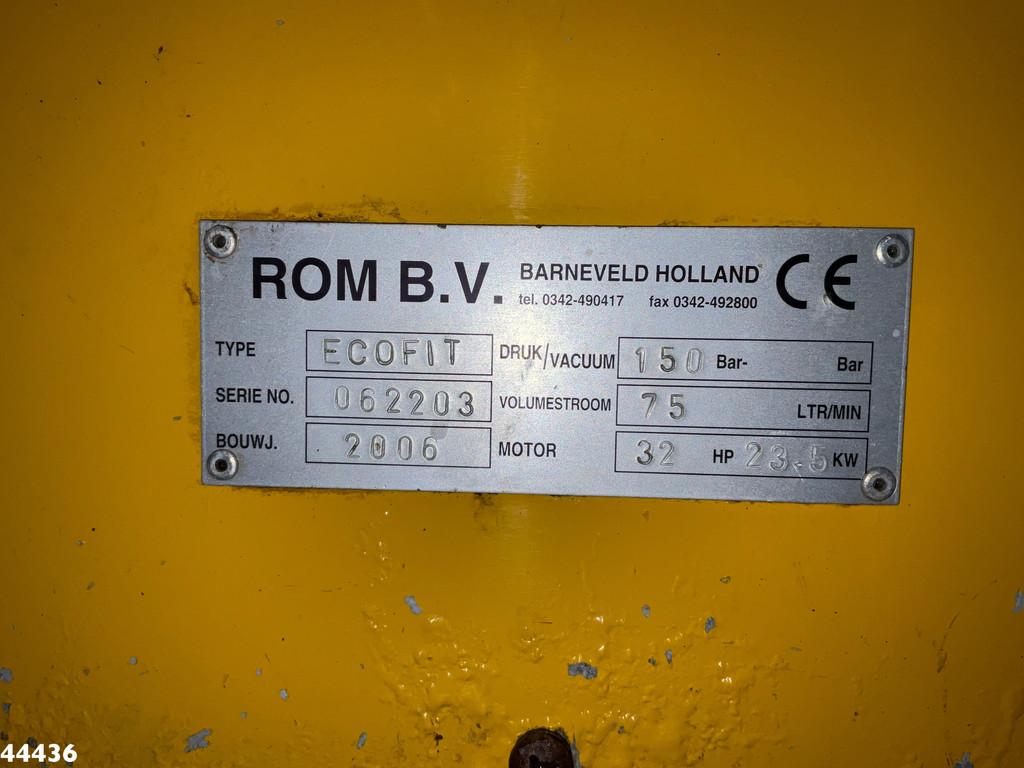 ROM B.V. BARNEVELD HOLLAND CE
tel. 0342-490417 fax 0342-492800
TYPE ECOFIT DRUK/VACUUM 150 Bar- Bar
SERIE NO. 062203 VOLUMESTROOM 75 LTR/MIN
BOUWJ. 2006 MOTOR 32 HP 23.5 KW
44436